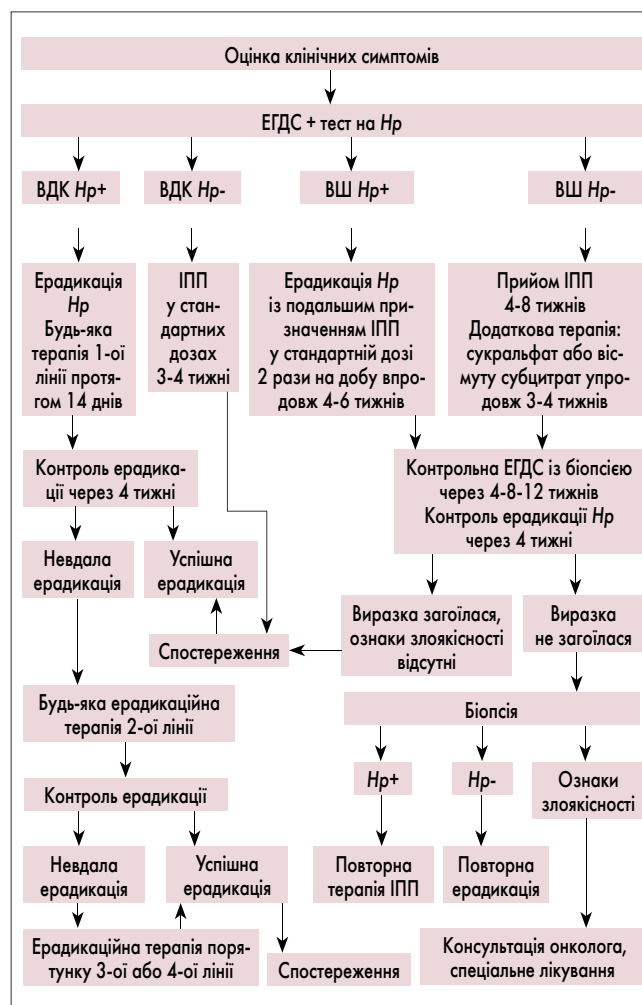 Оцінка клінічних симптомів
ЕГДС + тест на Hp
ВДК Hp+
ВДК Hp-
ВШ Hp+
ВШ Hp-
Ерадикація
Hp
Будь-яка
терапія 1-ої
лінії протя-
гом 14 днів
ІПП
у стан-
дартних
дозах
3-4 тижні
Ерадикація Hp
із подальшим при-
значенням ІПП
у стандартній дозі
2 рази на добу впро-
довж 4-6 тижнів
Прийом ІПП
4-8 тижнів
Додаткова терапія:
сукральфат або віс-
муту субцитрат упро-
довж 3-4 тижнів
Контроль ерадика-
ції через 4 тижні
Контрольна ЕГДС із біопсією
через 4-8-12 тижнів
Контроль ерадикації Hp
через 4 тижні
Невдала
ерадикація
Успішна
ерадикація
Спостереження
Виразка загоїлася,
ознаки злоякісності
відсутні
Виразка
не загоїлася
Будь-яка ерадикаційна
терапія 2-ої лінії
Біопсія
Контроль ерадикації
Hp+
Hp-
Ознаки
злоякісності
Невдала
ерадикація
Успішна
ерадикація
Повторна
терапія ІПП
Повторна
ерадикація
Ерадикаційна терапія поря-
тунку 3-ої або 4-ої лінії
Спостереження
Консультація онколога,
спеціальне лікування